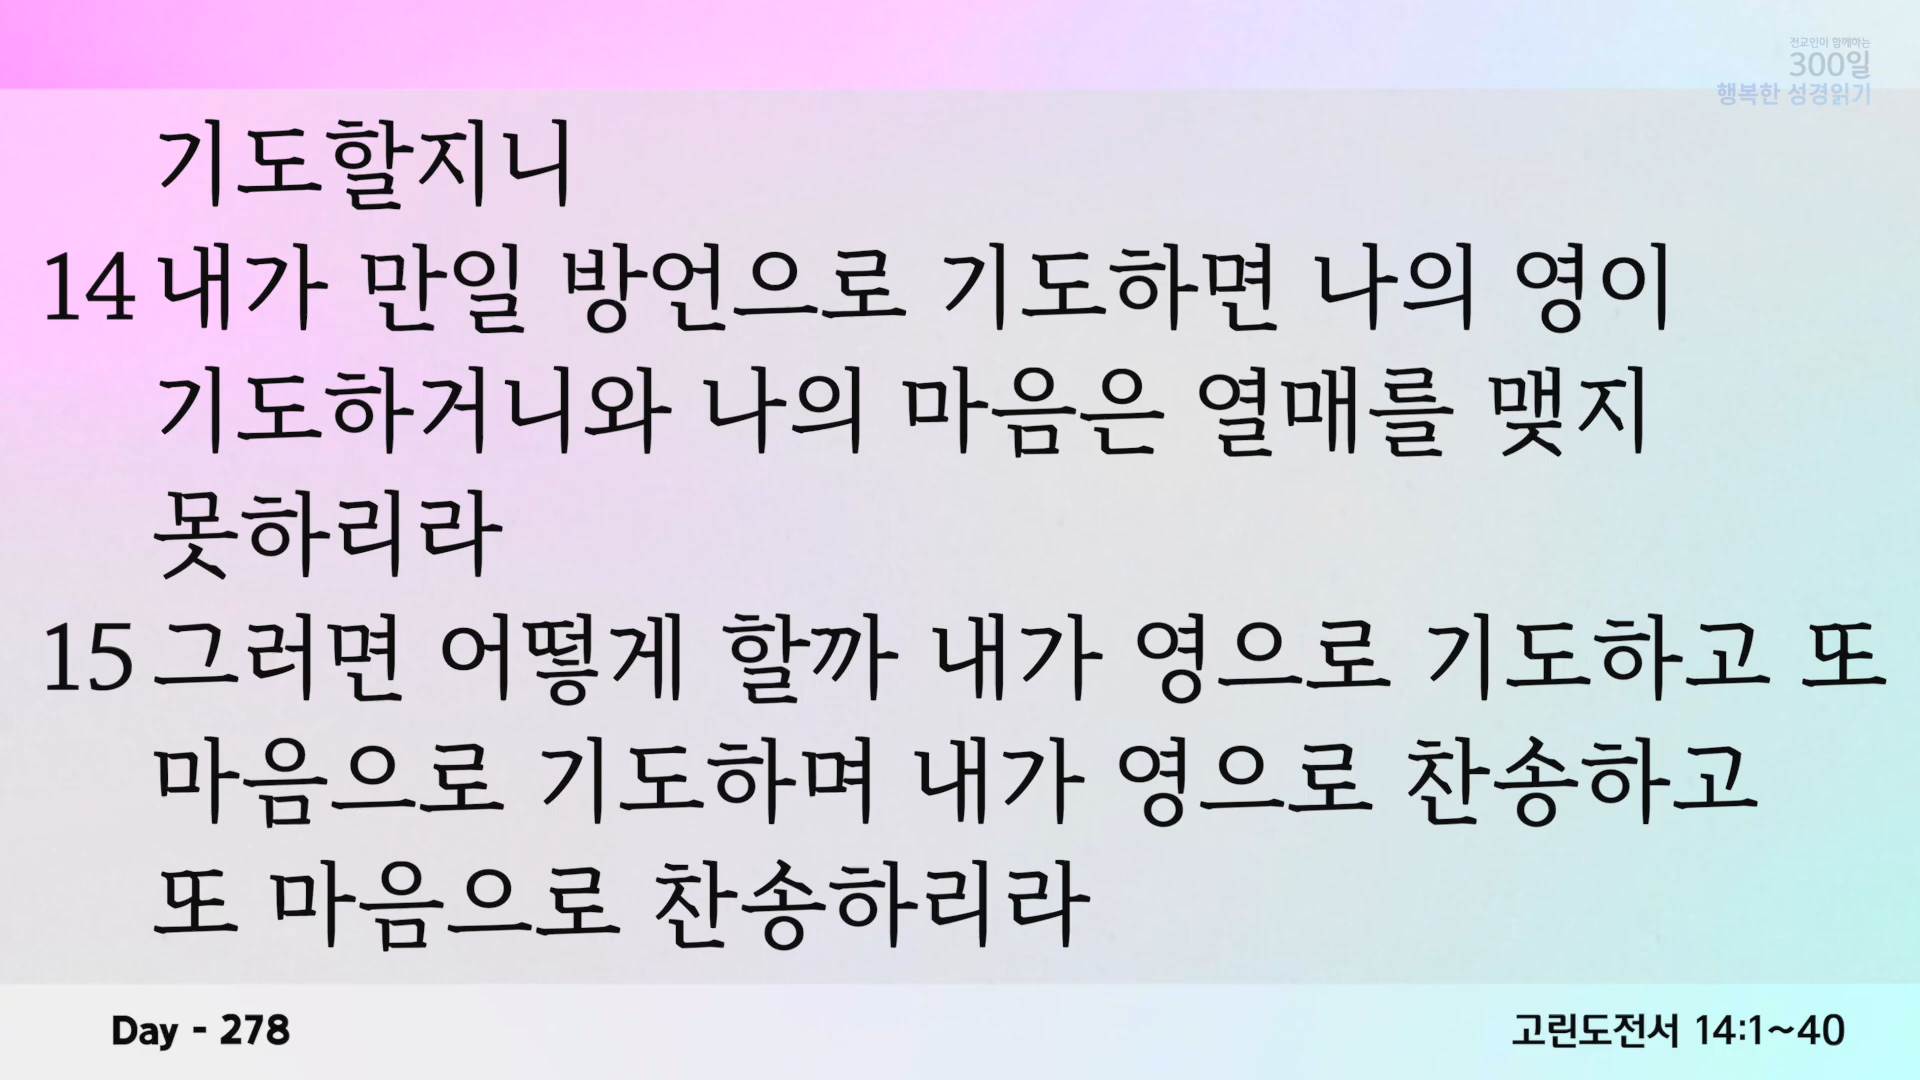 전교인이 함께하는
300일
행복한 성경읽기
기도할지니
14 내가 만일 방언으로 기도하면 나의 영이
기도하거니와 나의 마음은 열매를 맺지
못하리라
15 그러면 어떻게 할까 내가 영으로 기도하고 또
마음으로 기도하며 내가 영으로 찬송하고
또 마음으로 찬송하리라
Day - 278
고린도전서 14:1~40